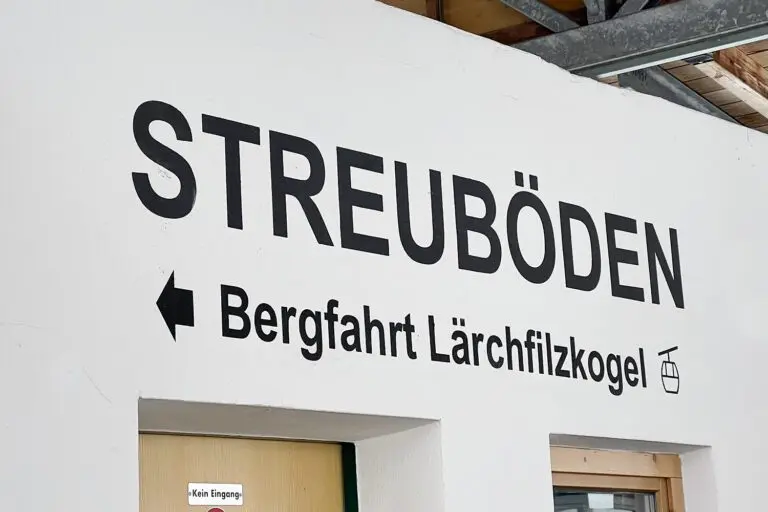 STREUBÖDEN
Bergfahrt Lärchfilzkogel
Kein Eingang